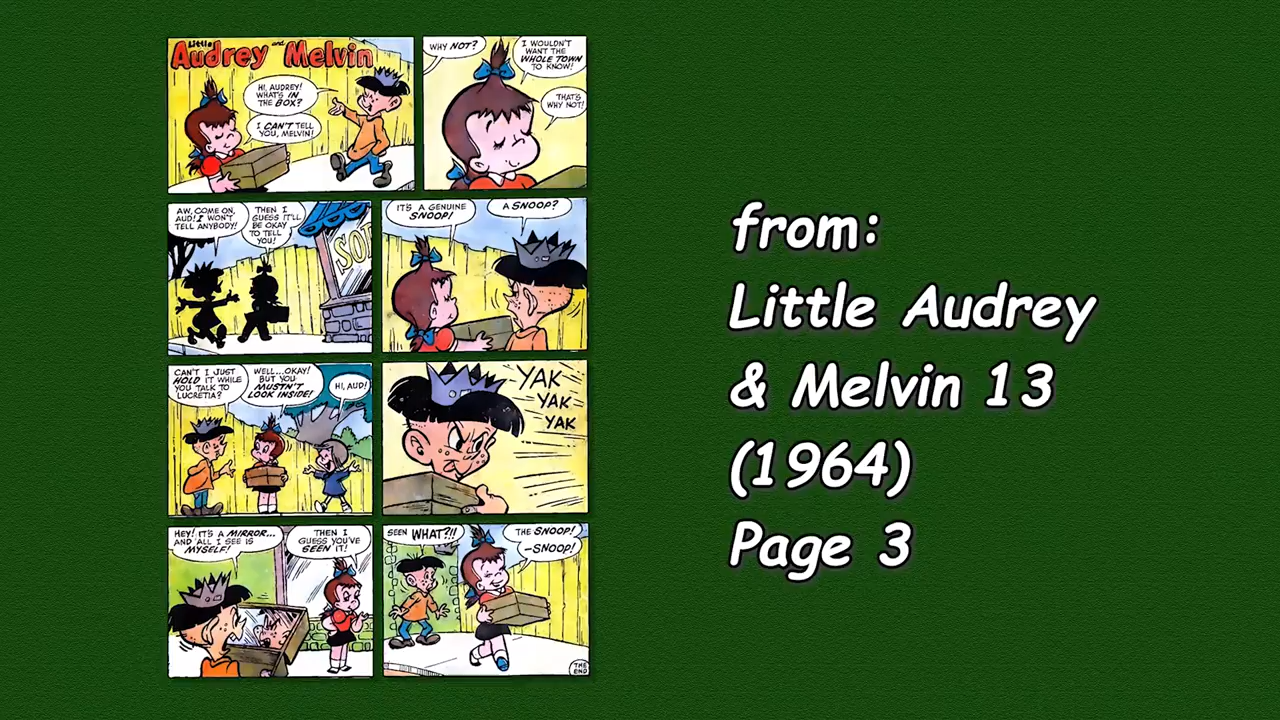 Little Audrey and Melvin
HI, AUDREY!
WHAT'S IN
THE BOX?
I CAN'T TELL
YOU, MELVIN!
WHY NOT?
I WOULDN'T
WANT THE
WHOLE TOWN
TO KNOW!
THAT'S
WHY NOT!
AW, COME ON,
AUD! I WON'T
TELL ANYBODY!
THEN I
GUESS IT'LL
BE OKAY
TO TELL
YOU!
SO
IT'S A GENUINE
SNOOP!
A SNOOP?
CAN'T I JUST
HOLD IT WHILE
YOU TALK TO
LUCRETIA?
WELL...OKAY!
BUT YOU
MUSTN'T
LOOK INSIDE!
HI, AUD!
YAK
YAK
YAK
HEY! IT'S A MIRROR...
AND ALL I SEE IS
MYSELF!
THEN I
GUESS YOU'VE
SEEN IT!
SEEN WHAT?!!
THE SNOOP!
-SNOOP!
THE
END
from:
Little Audrey
& Melvin 13
(1964)
Page 3